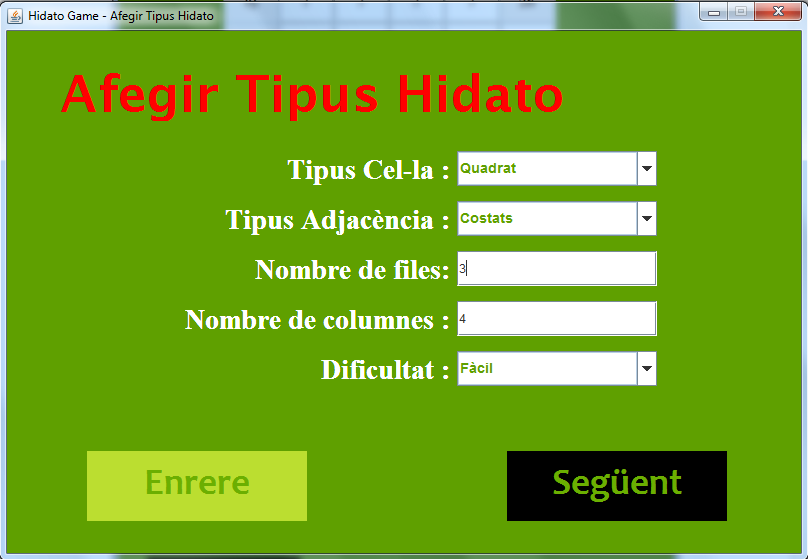 Hidato Game - Afegir Tipus Hidato
Afegir Tipus Hidato
Tipus Cel-la : Quadrat
Tipus Adjacència : Costats
Nombre de files: 3
Nombre de columnes : 4
Dificultat : Fàcil
Enrere Següent